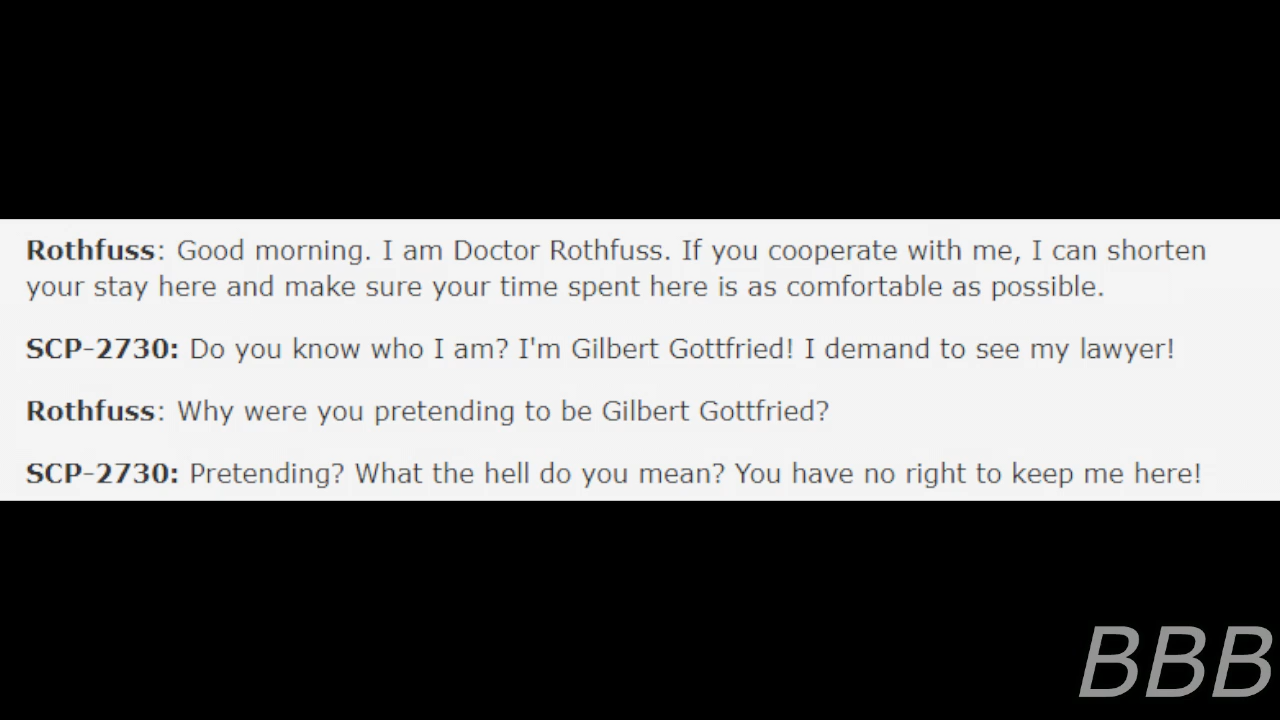 Rothfuss: Good morning. I am Doctor Rothfuss. If you cooperate with me, I can shorten
your stay here and make sure your time spent here is as comfortable as possible.
SCP-2730: Do you know who I am? I'm Gilbert Gottfried! I demand to see my lawyer!
Rothfuss: Why were you pretending to be Gilbert Gottfried?
SCP-2730: Pretending? What the hell do you mean? You have no right to keep me here!
BBB